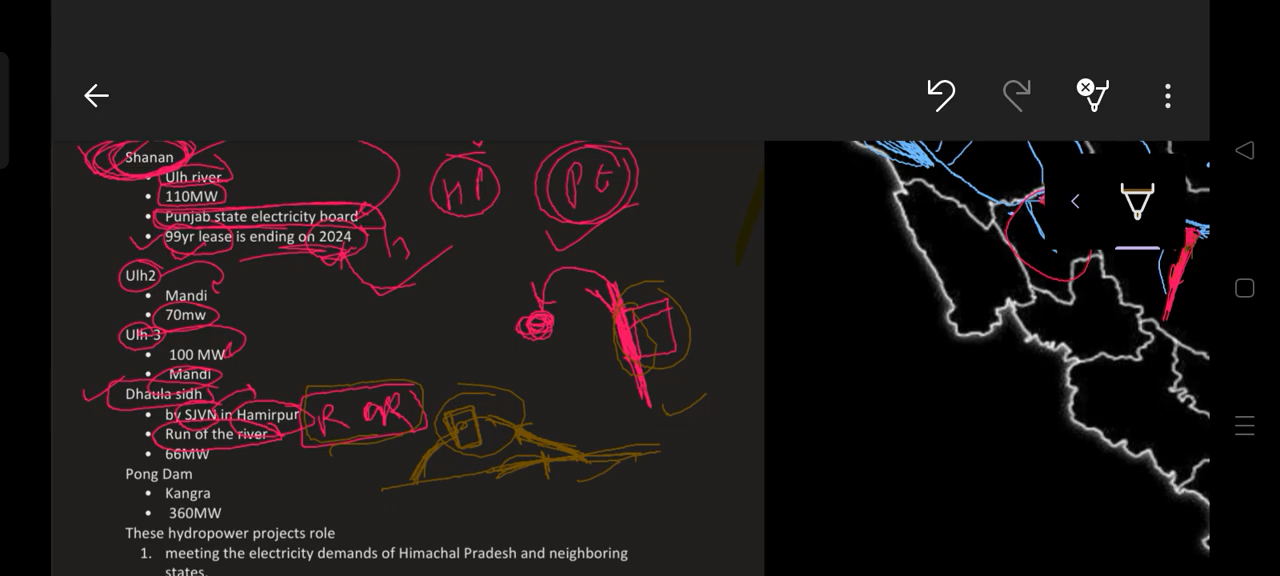 Shanan
Ulh river
110MW
Punjab state electricity board
99yr lease is ending on 2024
HP
Ulh2
Mandi
70mw
Ulh-3
100 MW
Mandi
Dhaula sidh
by SJVN in Hamirpur
Run of the river
66MW
Pong Dam
Kangra
360MW
These hydropower projects role
1. meeting the electricity demands of Himachal Pradesh and neighboring
states.